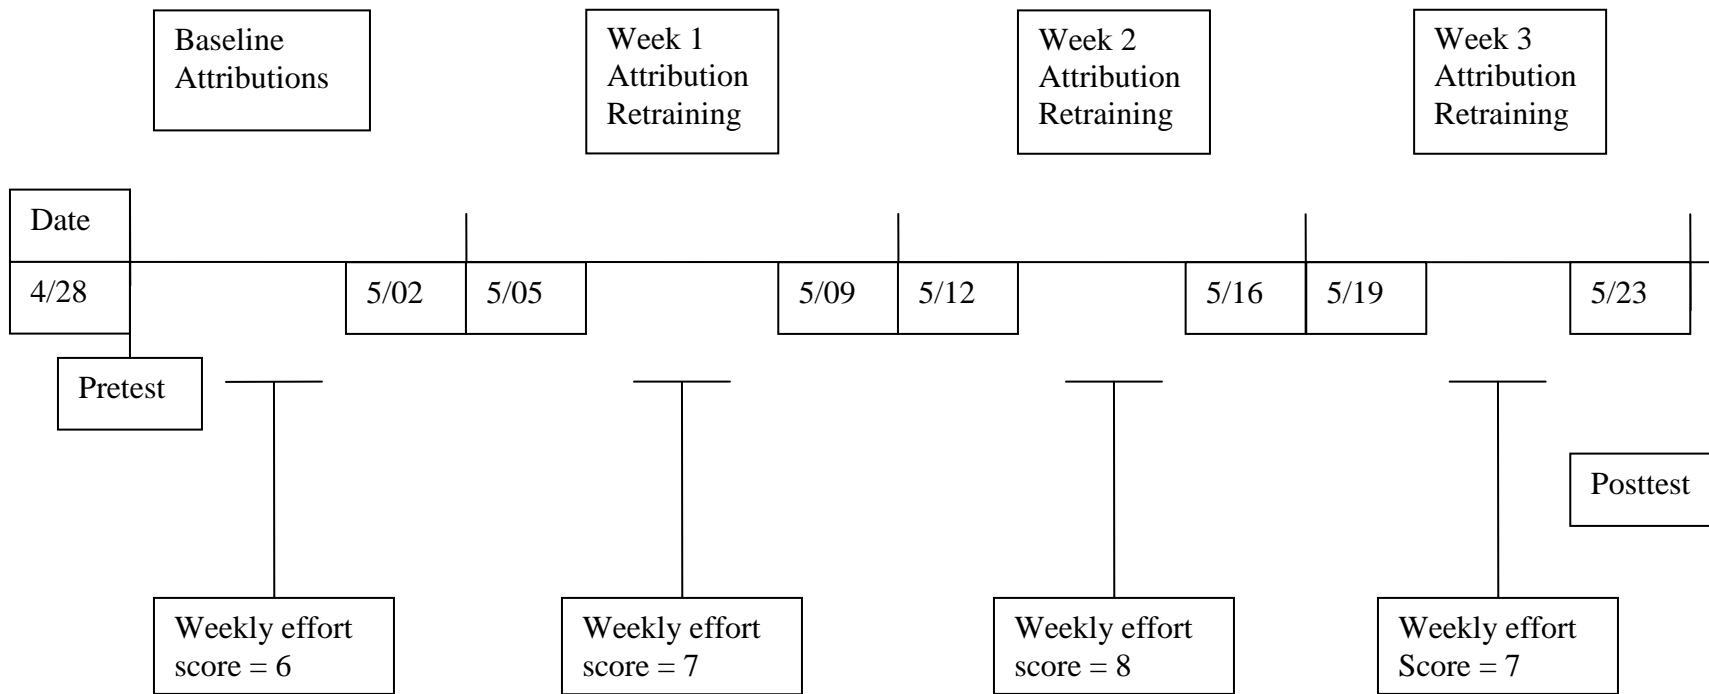 Baseline
Attributions
Week 1
Attribution
Retraining
Week 2
Attribution
Retraining
Week 3
Attribution
Retraining
Date
4/28
5/02
5/05
5/09
5/12
5/16
5/19
5/23
Pretest
Posttest
Weekly effort
score = 6
Weekly effort
score = 7
Weekly effort
score = 8
Weekly effort
Score = 7